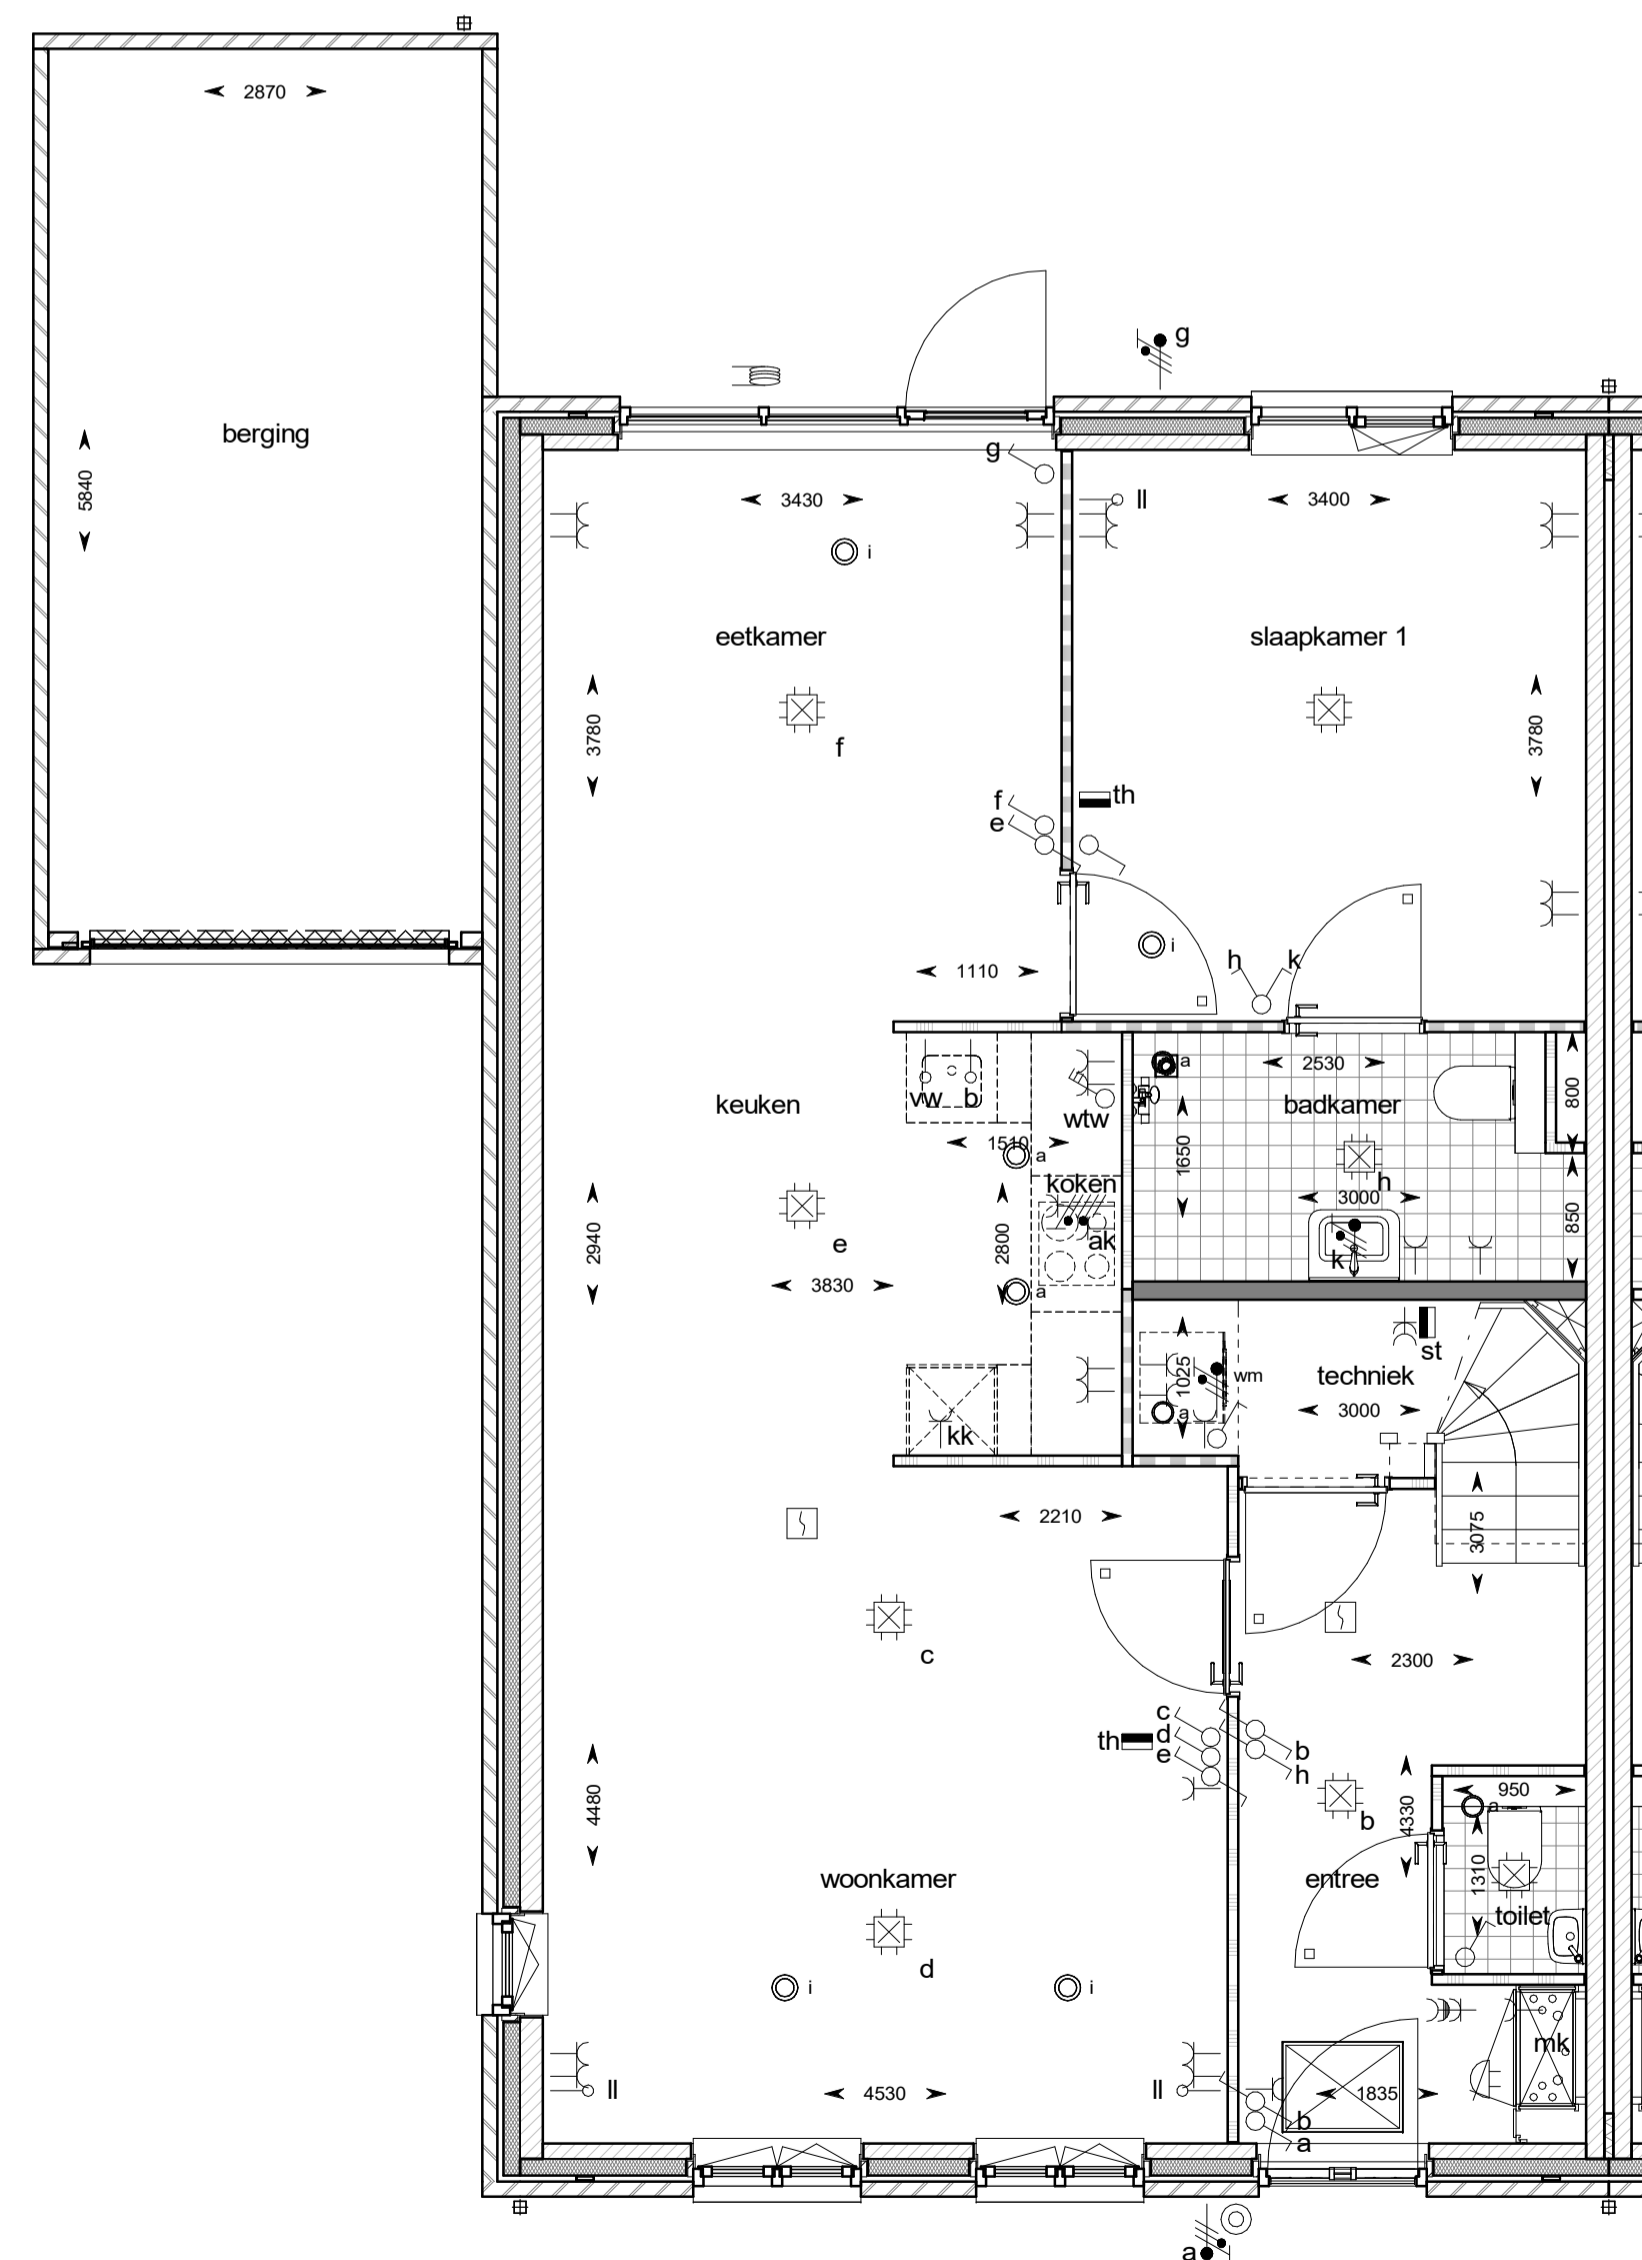 2870
g
berging
5840
g
3430
ll
3400
i
eetkamer
slaapkamer 1
3780
3780
f
th
f
e
i
h
k
1110
a
2530
800
vw
b
keuken
wtw
badkamer
1510
a
1650
koken
h
3000
850
2940
2800
e
ak
k
3830
a
st
1025
wm
techniek
a
3000
kk
2210
3075
c
2300
c
th
d
e
b
h
950
a
4480
b
4330
woonkamer
entree
1310
toilet
d
i
i
mk
ll
4530
ll
1835
b
a
a